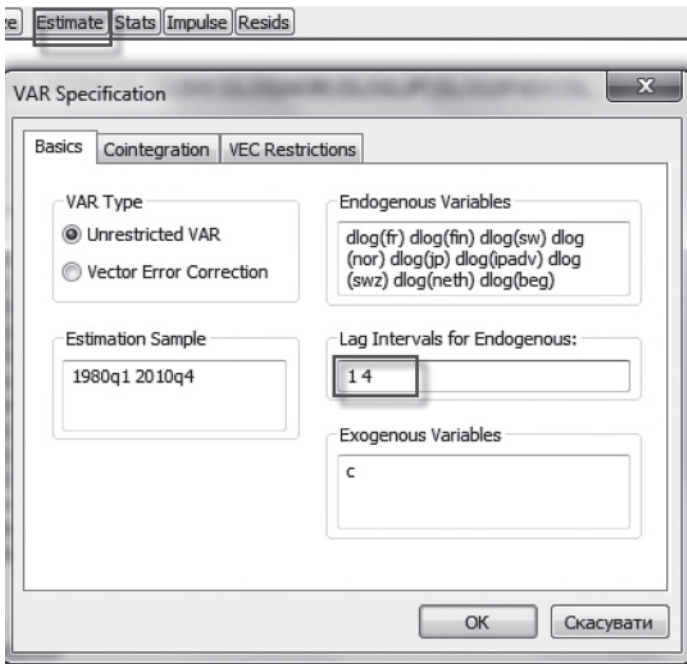 Estimate Stats Impulse Resids
VAR Specification
x
Basics Cointegration VEC Restrictions
VAR Type
Unrestricted VAR
Vector Error Correction
Endogenous Variables
dlog(fr) dlog(fin) dlog(sw) dlog
(nor) dlog(jp) dlog(ipadv) dlog
(swz) dlog(neth) dlog(beg)
Estimation Sample
1980q1 2010q4
Lag Intervals for Endogenous:
1 4
Exogenous Variables
c
OK Скасувати